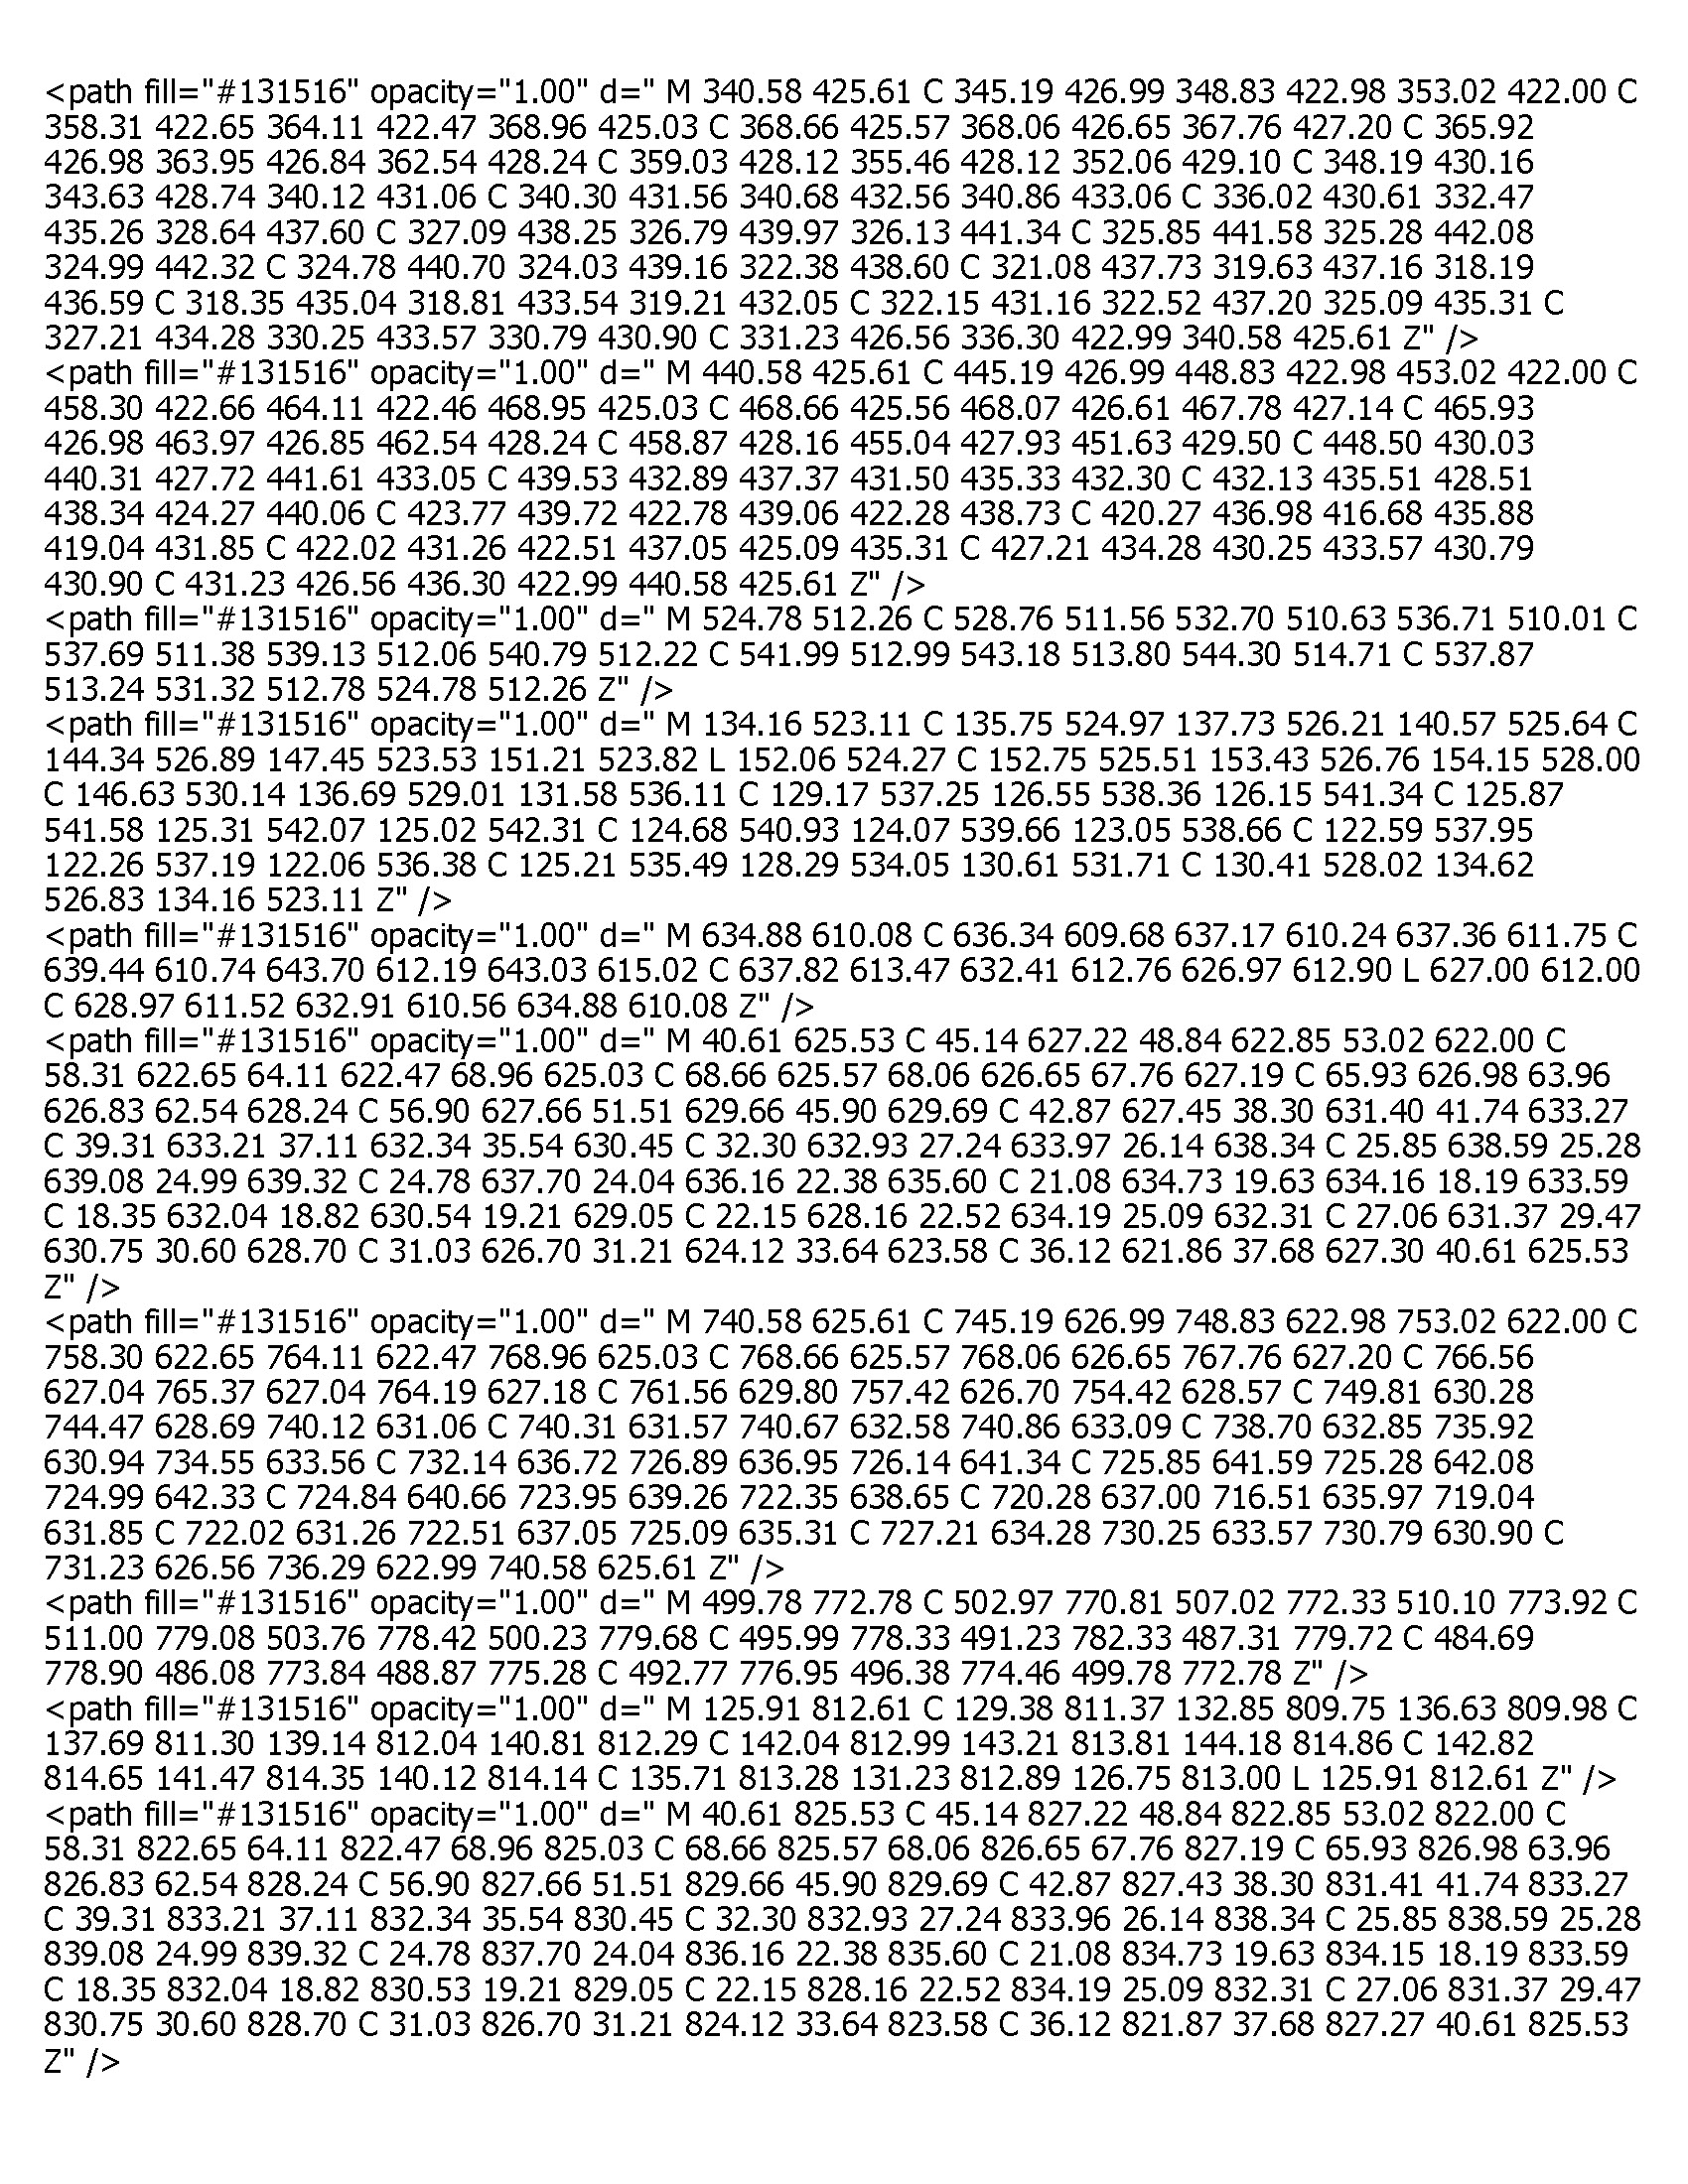 <path fill="#131516" opacity="1.00" d=" M 340.58 425.61 C 345.19 426.99 348.83 422.98 353.02 422.00 C
358.31 422.65 364.11 422.47 368.96 425.03 C 368.66 425.57 368.06 426.65 367.76 427.20 C 365.92
426.98 363.95 426.84 362.54 428.24 C 359.03 428.12 355.46 428.12 352.06 429.10 C 348.19 430.16
343.63 428.74 340.12 431.06 C 340.30 431.56 340.68 432.56 340.86 433.06 C 336.02 430.61 332.47
435.26 328.64 437.60 C 327.09 438.25 326.79 439.97 326.13 441.34 C 325.85 441.58 325.28 442.08
324.99 442.32 C 324.78 440.70 324.03 439.16 322.38 438.60 C 321.08 437.73 319.63 437.16 318.19
436.59 C 318.35 435.04 318.81 433.54 319.21 432.05 C 322.15 431.16 322.52 437.20 325.09 435.31 C
327.21 434.28 330.25 433.57 330.79 430.90 C 331.23 426.56 336.30 422.99 340.58 425.61 Z" />
<path fill="#131516" opacity="1.00" d=" M 440.58 425.61 C 445.19 426.99 448.83 422.98 453.02 422.00 C
458.30 422.66 464.11 422.46 468.95 425.03 C 468.66 425.56 468.07 426.61 467.78 427.14 C 465.93
426.98 463.97 426.85 462.54 428.24 C 458.87 428.16 455.04 427.93 451.63 429.50 C 448.50 430.03
440.31 427.72 441.61 433.05 C 439.53 432.89 437.37 431.50 435.33 432.30 C 432.13 435.51 428.51
438.34 424.27 440.06 C 423.77 439.72 422.78 439.06 422.28 438.73 C 420.27 436.98 416.68 435.88
419.04 431.85 C 422.02 431.26 422.51 437.05 425.09 435.31 C 427.21 434.28 430.25 433.57 430.79
430.90 C 431.23 426.56 436.30 422.99 440.58 425.61 Z" />
<path fill="#131516" opacity="1.00" d=" M 524.78 512.26 C 528.76 511.56 532.70 510.63 536.71 510.01 C
537.69 511.38 539.13 512.06 540.79 512.22 C 541.99 512.99 543.18 513.80 544.30 514.71 C 537.87
513.24 531.32 512.78 524.78 512.26 Z" />
<path fill="#131516" opacity="1.00" d=" M 134.16 523.11 C 135.75 524.97 137.73 526.21 140.57 525.64 C
144.34 526.89 147.45 523.53 151.21 523.82 L 152.06 524.27 C 152.75 525.51 153.43 526.76 154.15 528.00
C 146.63 530.14 136.69 529.01 131.58 536.11 C 129.17 537.25 126.55 538.36 126.15 541.34 C 125.87
541.58 125.31 542.07 125.02 542.31 C 124.68 540.93 124.07 539.66 123.05 538.66 C 122.59 537.95
122.26 537.19 122.06 536.38 C 125.21 535.49 128.29 534.05 130.61 531.71 C 130.41 528.02 134.62
526.83 134.16 523.11 Z" />
<path fill="#131516" opacity="1.00" d=" M 634.88 610.08 C 636.34 609.68 637.17 610.24 637.36 611.75 C
639.44 610.74 643.70 612.19 643.03 615.02 C 637.82 613.47 632.41 612.76 626.97 612.90 L 627.00 612.00
C 628.97 611.52 632.91 610.56 634.88 610.08 Z" />
<path fill="#131516" opacity="1.00" d=" M 40.61 625.53 C 45.14 627.22 48.84 622.85 53.02 622.00 C
58.31 622.65 64.11 622.47 68.96 625.03 C 68.66 625.57 68.06 626.65 67.76 627.19 C 65.93 626.98 63.96
626.83 62.54 628.24 C 56.90 627.66 51.51 629.66 45.90 629.69 C 42.87 627.45 38.30 631.40 41.74 633.27
C 39.31 633.21 37.11 632.34 35.54 630.45 C 32.30 632.93 27.24 633.97 26.14 638.34 C 25.85 638.59 25.28
639.08 24.99 639.32 C 24.78 637.70 24.04 636.16 22.38 635.60 C 21.08 634.73 19.63 634.16 18.19 633.59
C 18.35 632.04 18.82 630.54 19.21 629.05 C 22.15 628.16 22.52 634.19 25.09 632.31 C 27.06 631.37 29.47
630.75 30.60 628.70 C 31.03 626.70 31.21 624.12 33.64 623.58 C 36.12 621.86 37.68 627.30 40.61 625.53
Z" />
<path fill="#131516" opacity="1.00" d=" M 740.58 625.61 C 745.19 626.99 748.83 622.98 753.02 622.00 C
758.30 622.65 764.11 622.47 768.96 625.03 C 768.66 625.57 768.06 626.65 767.76 627.20 C 766.56
627.04 765.37 627.04 764.19 627.18 C 761.56 629.80 757.42 626.70 754.42 628.57 C 749.81 630.28
744.47 628.69 740.12 631.06 C 740.31 631.57 740.67 632.58 740.86 633.09 C 738.70 632.85 735.92
630.94 734.55 633.56 C 732.14 636.72 726.89 636.95 726.14 641.34 C 725.85 641.59 725.28 642.08
724.99 642.33 C 724.84 640.66 723.95 639.26 722.35 638.65 C 720.28 637.00 716.51 635.97 719.04
631.85 C 722.02 631.26 722.51 637.05 725.09 635.31 C 727.21 634.28 730.25 633.57 730.79 630.90 C
731.23 626.56 736.29 622.99 740.58 625.61 Z" />
<path fill="#131516" opacity="1.00" d=" M 499.78 772.78 C 502.97 770.81 507.02 772.33 510.10 773.92 C
511.00 779.08 503.76 778.42 500.23 779.68 C 495.99 778.33 491.23 782.33 487.31 779.72 C 484.69
778.90 486.08 773.84 488.87 775.28 C 492.77 776.95 496.38 774.46 499.78 772.78 Z" />
<path fill="#131516" opacity="1.00" d=" M 125.91 812.61 C 129.38 811.37 132.85 809.75 136.63 809.98 C
137.69 811.30 139.14 812.04 140.81 812.29 C 142.04 812.99 143.21 813.81 144.18 814.86 C 142.82
814.65 141.47 814.35 140.12 814.14 C 135.71 813.28 131.23 812.89 126.75 813.00 L 125.91 812.61 Z" />
<path fill="#131516" opacity="1.00" d=" M 40.61 825.53 C 45.14 827.22 48.84 822.85 53.02 822.00 C
58.31 822.65 64.11 822.47 68.96 825.03 C 68.66 825.57 68.06 826.65 67.76 827.19 C 65.93 826.98 63.96
826.83 62.54 828.24 C 56.90 827.66 51.51 829.66 45.90 829.69 C 42.87 827.43 38.30 831.41 41.74 833.27
C 39.31 833.21 37.11 832.34 35.54 830.45 C 32.30 832.93 27.24 833.96 26.14 838.34 C 25.85 838.59 25.28
839.08 24.99 839.32 C 24.78 837.70 24.04 836.16 22.38 835.60 C 21.08 834.73 19.63 834.15 18.19 833.59
C 18.35 832.04 18.82 830.53 19.21 829.05 C 22.15 828.16 22.52 834.19 25.09 832.31 C 27.06 831.37 29.47
830.75 30.60 828.70 C 31.03 826.70 31.21 824.12 33.64 823.58 C 36.12 821.87 37.68 827.27 40.61 825.53
Z" />